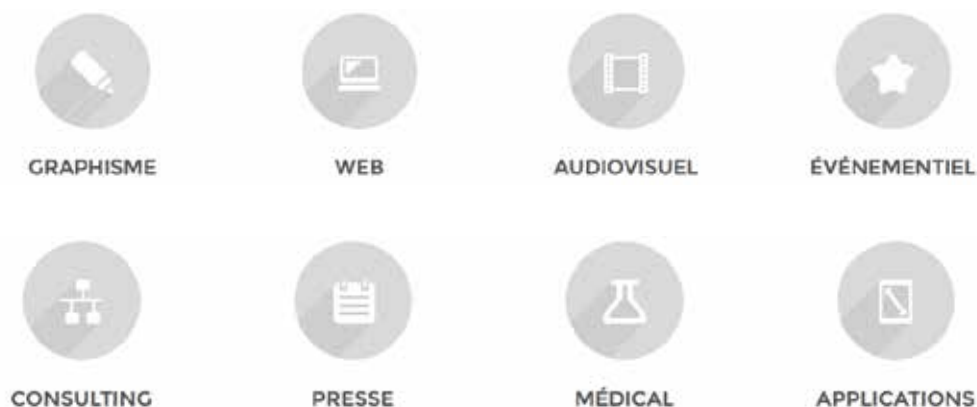 GRAPHISME
WEB
AUDIOVISUEL
ÉVÉNEMENTIEL
CONSULTING
PRESSE
MÉDICAL
APPLICATIONS